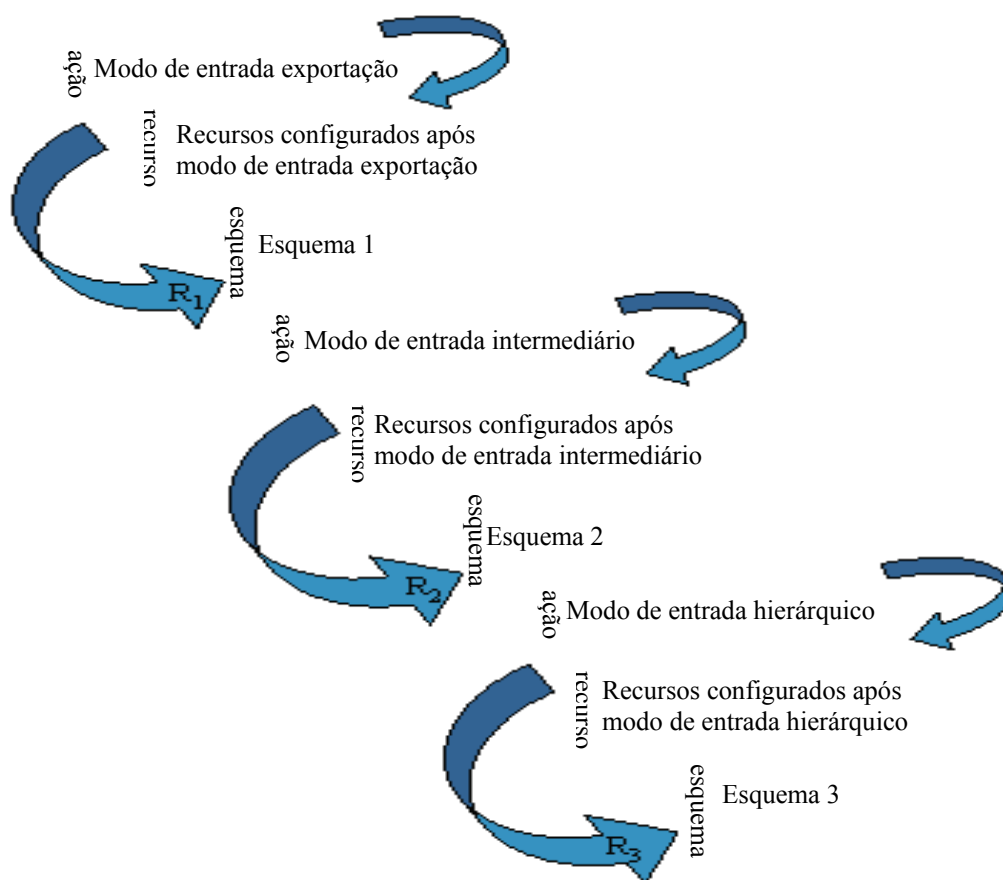 ação
Modo de entrada exportação
recurso
Recursos configurados após
modo de entrada exportação
esquema
Esquema 1
R1
ação
Modo de entrada intermediário
recurso
Recursos configurados após
modo de entrada intermediário
esquema
Esquema 2
R2
ação
Modo de entrada hierárquico
recurso
Recursos configurados após
modo de entrada hierárquico
esquema
Esquema 3
R3